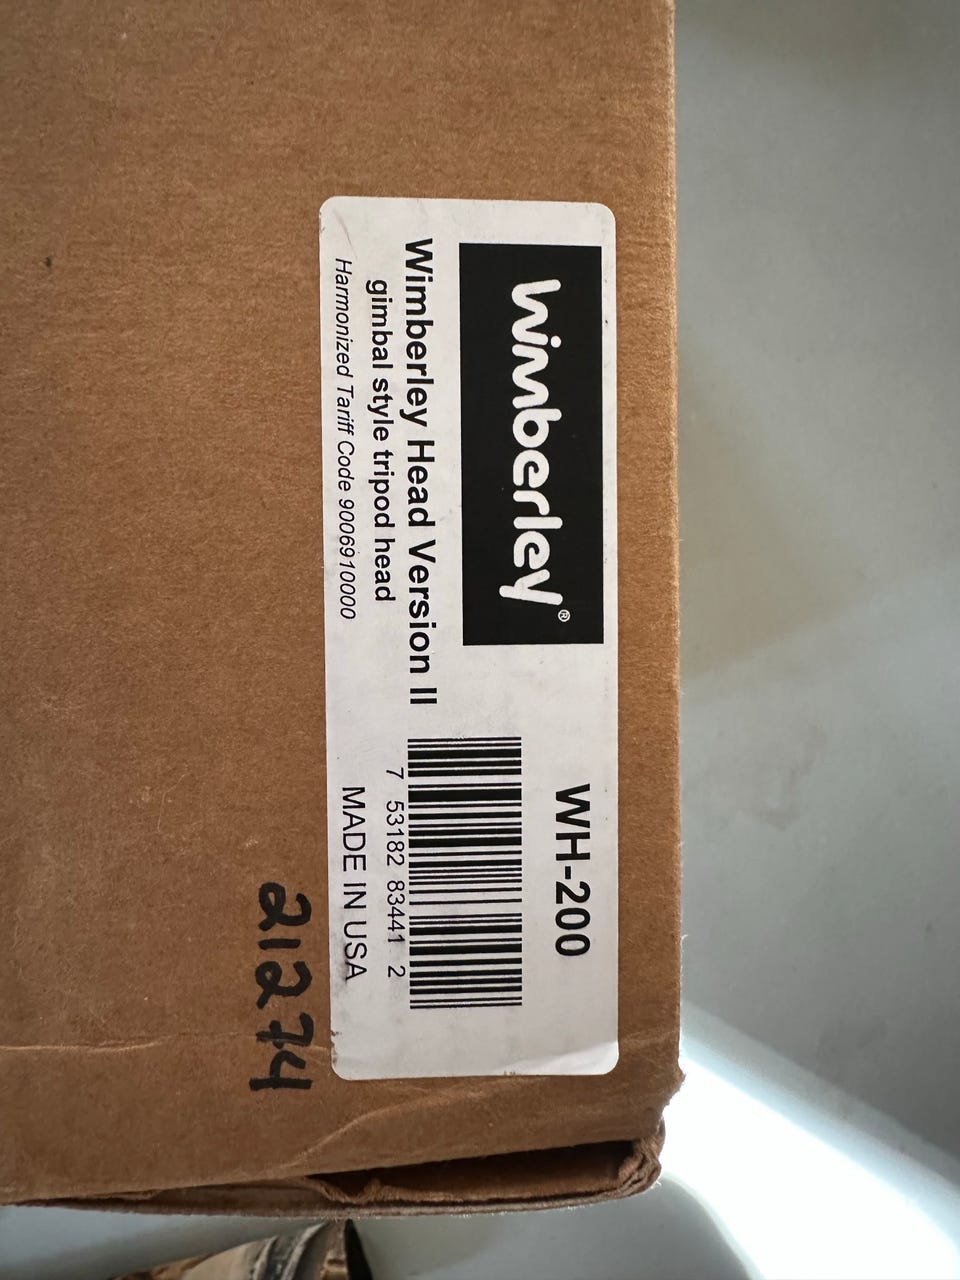 Wimberley®
WH-200
Wimberley Head Version II
gimbal style tripod head
Harmonized Tariff Code 9006910000
7 53182 83441 2
MADE IN USA
21274